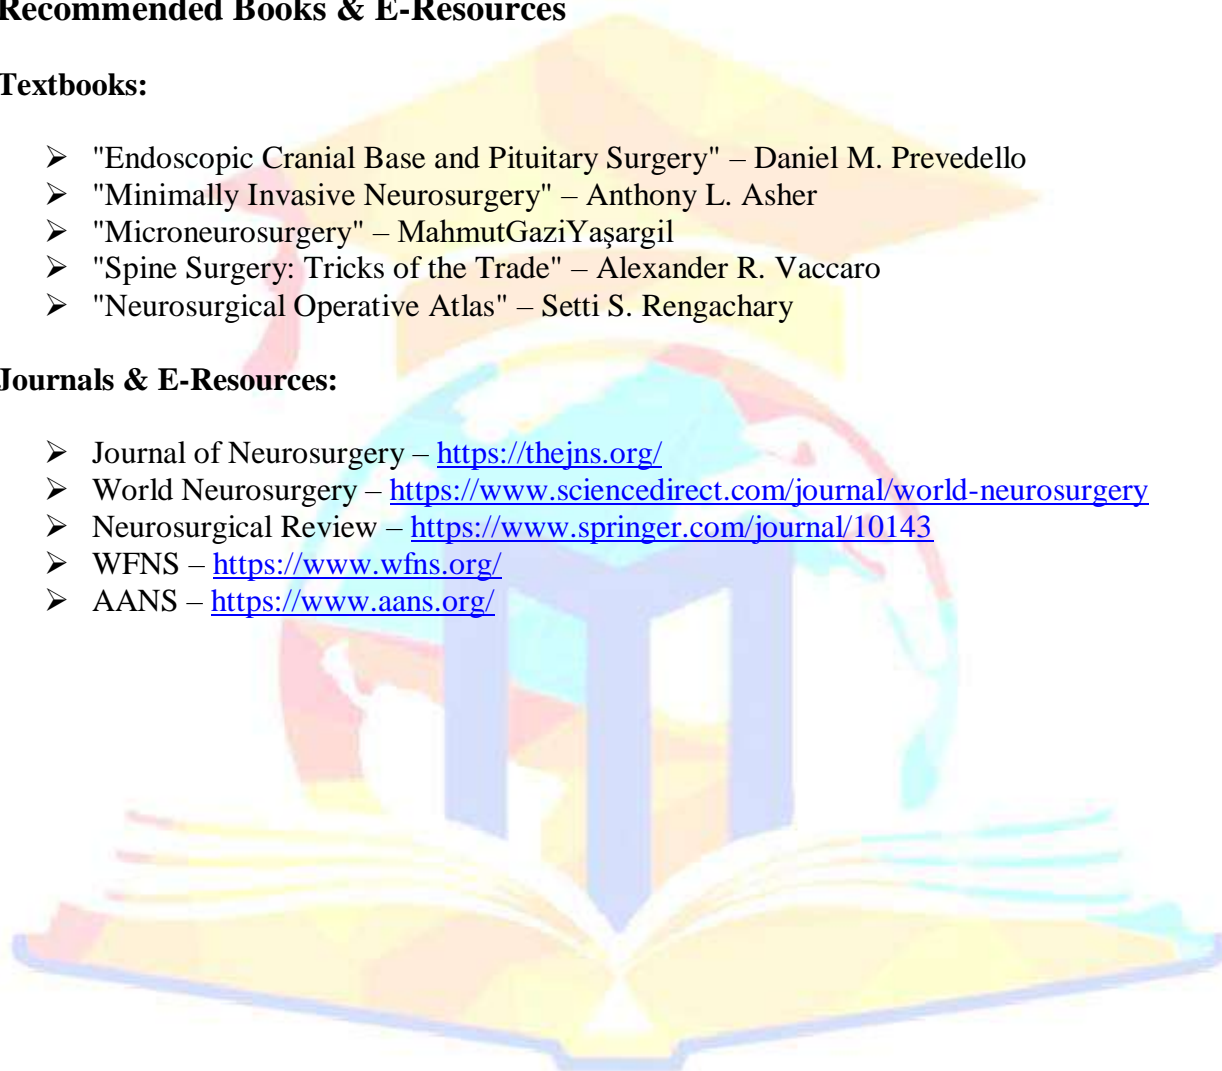 Recommended Books & E-Resources
Textbooks:
➢ "Endoscopic Cranial Base and Pituitary Surgery" – Daniel M. Prevedello
➢ "Minimally Invasive Neurosurgery" – Anthony L. Asher
➢ "Microneurosurgery" – MahmutGaziYaşargil
➢ "Spine Surgery: Tricks of the Trade" – Alexander R. Vaccaro
➢ "Neurosurgical Operative Atlas" – Setti S. Rengachary
Journals & E-Resources:
➢ Journal of Neurosurgery – https://thejns.org/
➢ World Neurosurgery – https://www.sciencedirect.com/journal/world-neurosurgery
➢ Neurosurgical Review – https://www.springer.com/journal/10143
➢ WFNS – https://www.wfns.org/
➢ AANS – https://www.aans.org/